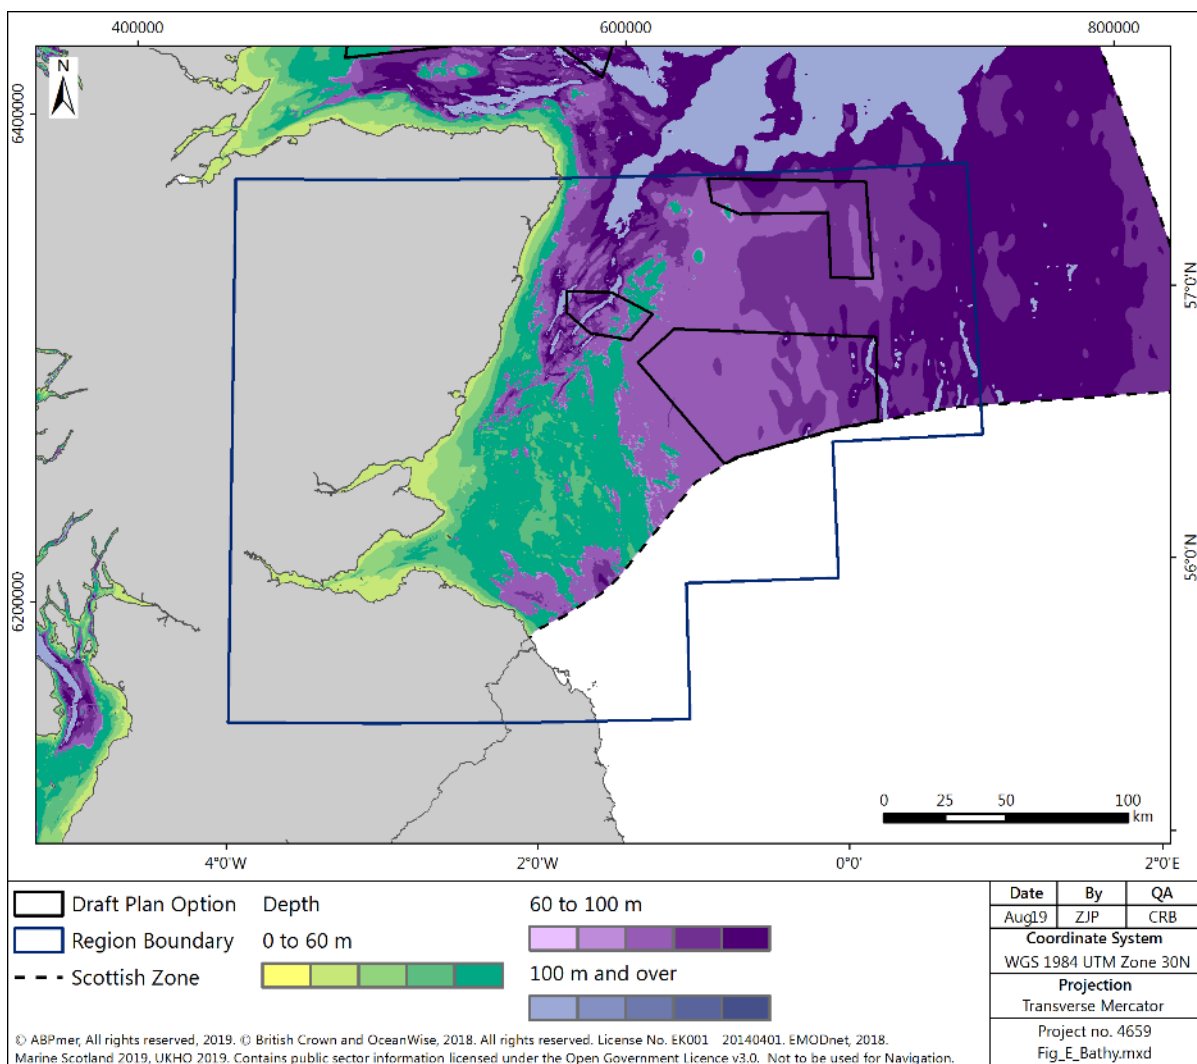 400000 600000 800000
N
6400000
57°0'N
56°0'N
6200000
0 25 50 100
km
4°0'W 2°0'W 0°0' 2°0'E
Draft Plan Option
Region Boundary
Scottish Zone
Depth
0 to 60 m
60 to 100 m
100 m and over
Date By QA
Aug19 ZJP CRB
Coordinate System
WGS 1984 UTM Zone 30N
Projection
Transverse Mercator
Project no. 4659
Fig_E_Bathy.mxd
© ABPmer, All rights reserved, 2019. © British Crown and OceanWise, 2018. All rights reserved. License No. EK001 20140401. EMODnet, 2018.
Marine Scotland 2019, UKHO 2019. Contains public sector information licensed under the Open Government Licence v3.0. Not to be used for Navigation.